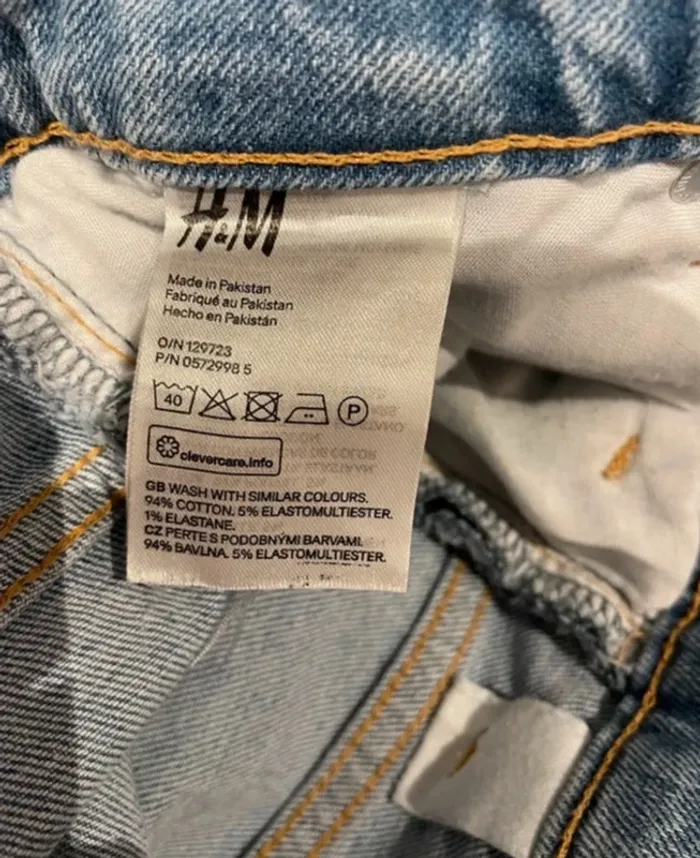 H&M
Made in Pakistan
Fabriqué au Pakistan
Hecho en Pakistán
O/N 129723
P/N 0572998 5
40
P
clevercare.info
GB WASH WITH SIMILAR COLOURS.
94% COTTON. 5% ELASTOMULTIESTER.
1% ELASTANE.
CZ PERTE S PODOBNÝMI BARVAMI.
94% BAVLNA. 5% ELASTOMULTIESTER.